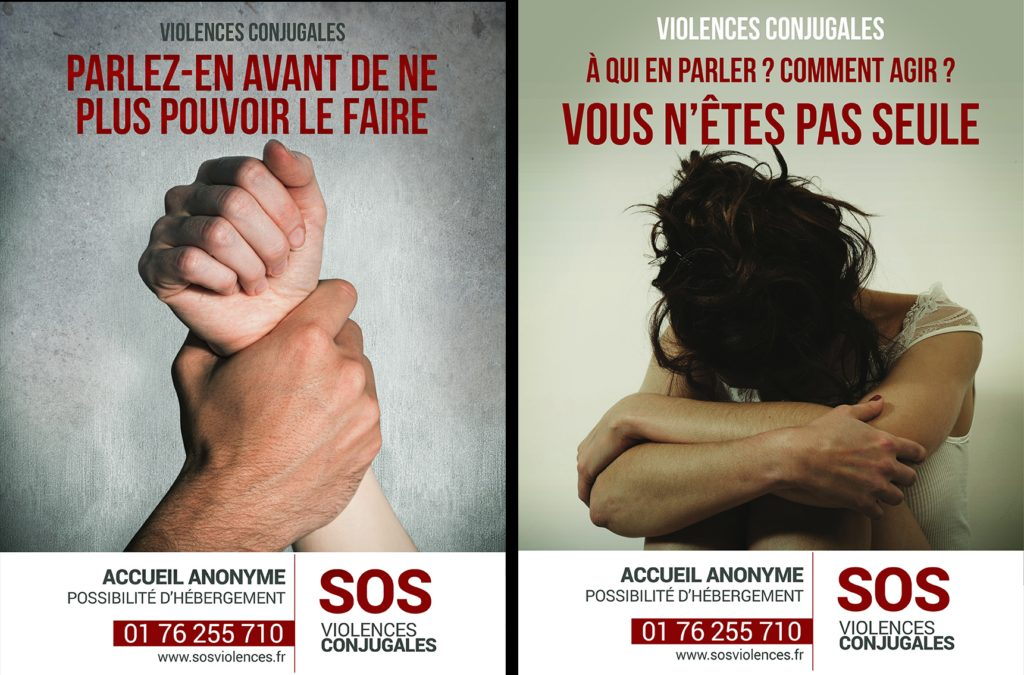 VIOLENCES CONJUGALES
PARLEZ-EN AVANT DE NE
PLUS POUVOIR LE FAIRE
ACCUEIL ANONYME
POSSIBILITÉ D'HÉBERGEMENT
01 76 255 710
www.sosviolences.fr
SOS
VIOLENCES
CONJUGALES
VIOLENCES CONJUGALES
À QUI EN PARLER ? COMMENT AGIR ?
VOUS N'ÊTES PAS SEULE
ACCUEIL ANONYME
POSSIBILITÉ D'HÉBERGEMENT
01 76 255 710
www.sosviolences.fr
SOS
VIOLENCES
CONJUGALES